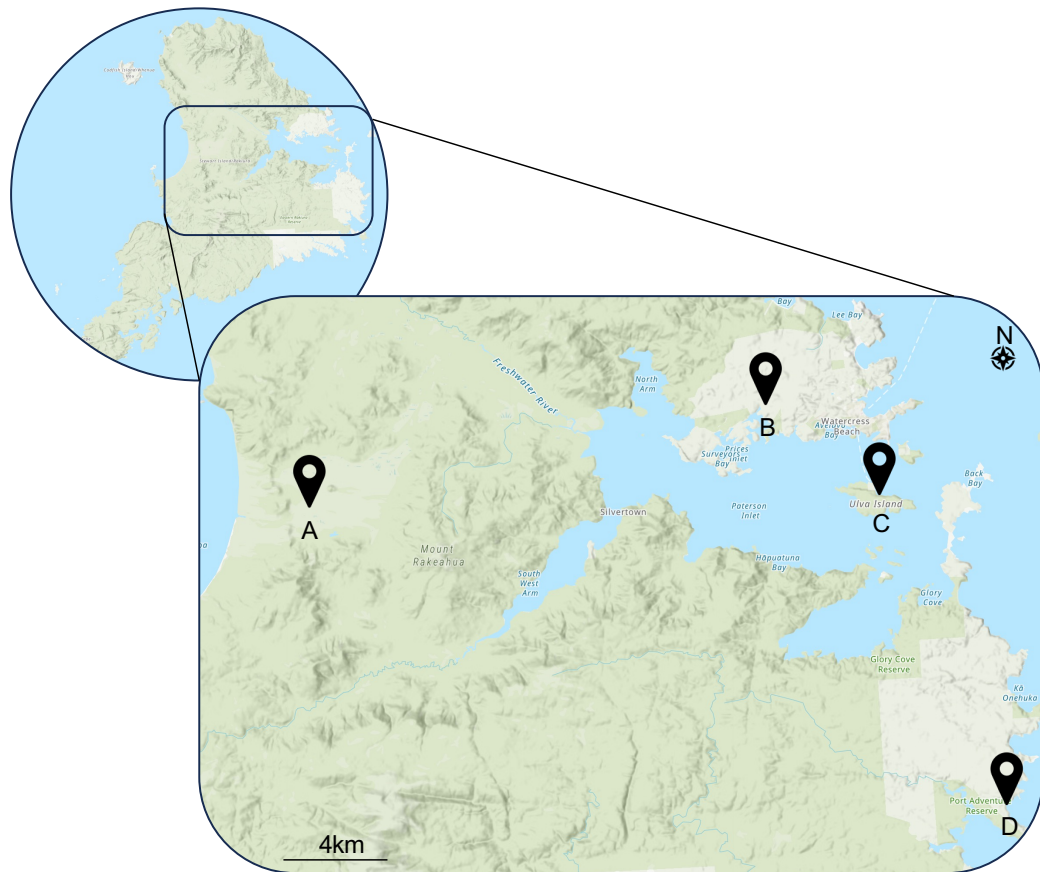 N
Bay
Lee Bay
Freshwater River
North
Arm
B
Watercress
Beach
Bay
Prices
Inlet
Surveyors
Bay
Back
Bay
A
Silvertown
Paterson
Inlet
Ulva Island
C
Mount
Rakeahua
Hāpuatuna
Bay
South
West
Arm
Glory
Cove
Glory Cove
Reserve
Kā
Onehuka
Port Adventure
Reserve
D
4km